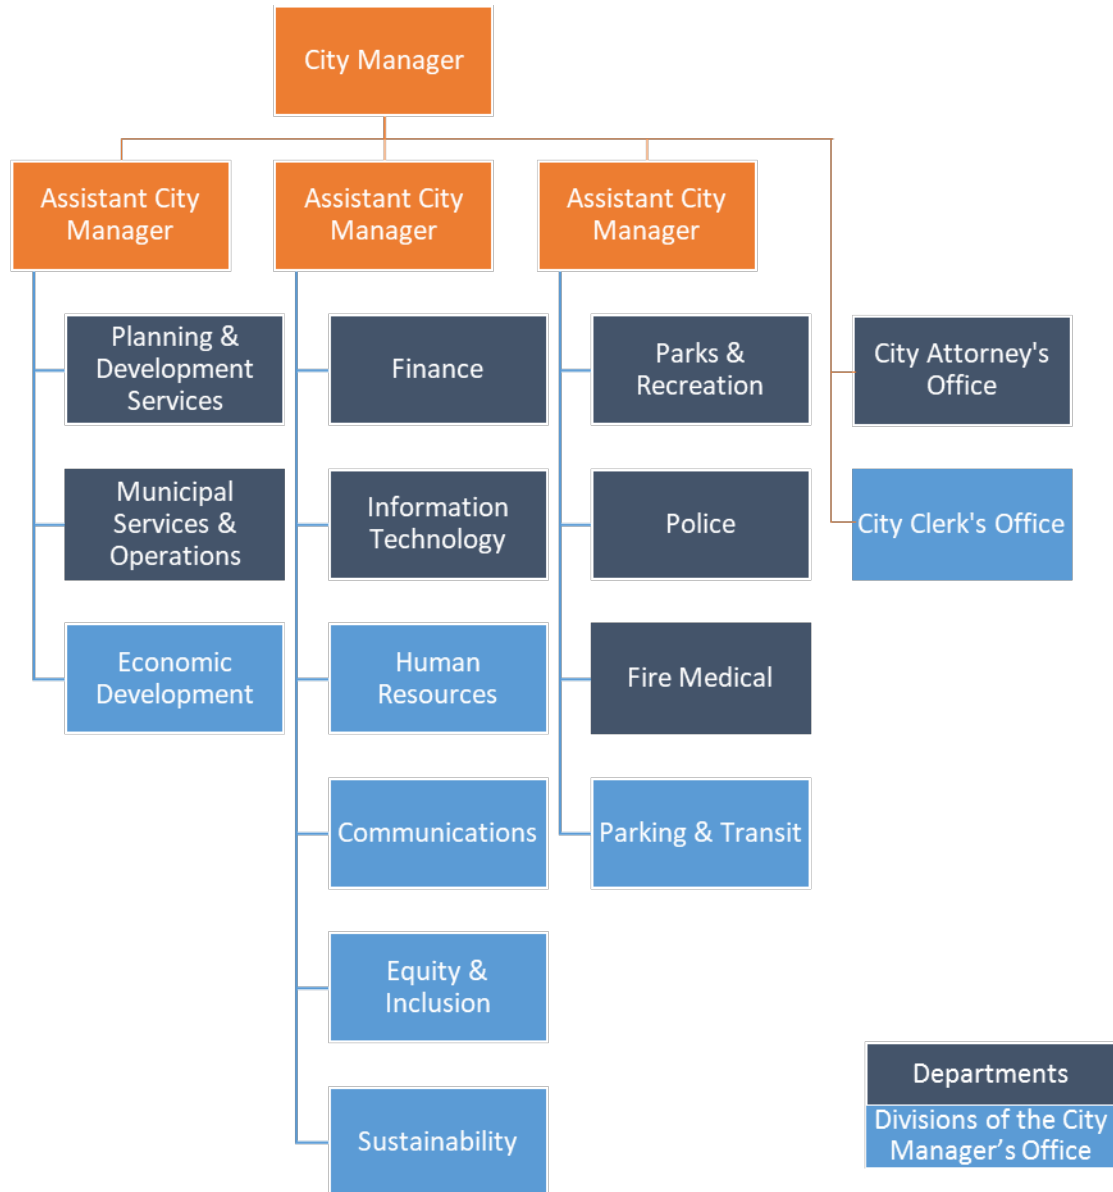 City Manager
Assistant City
Manager
Assistant City
Manager
Assistant City
Manager
Planning &
Development
Services
Finance
Parks &
Recreation
City Attorney's
Office
Municipal
Services &
Operations
Information
Technology
Police
City Clerk's Office
Economic
Development
Human
Resources
Fire Medical
Communications
Parking & Transit
Equity &
Inclusion
Sustainability
Departments
Divisions of the City
Manager’s Office